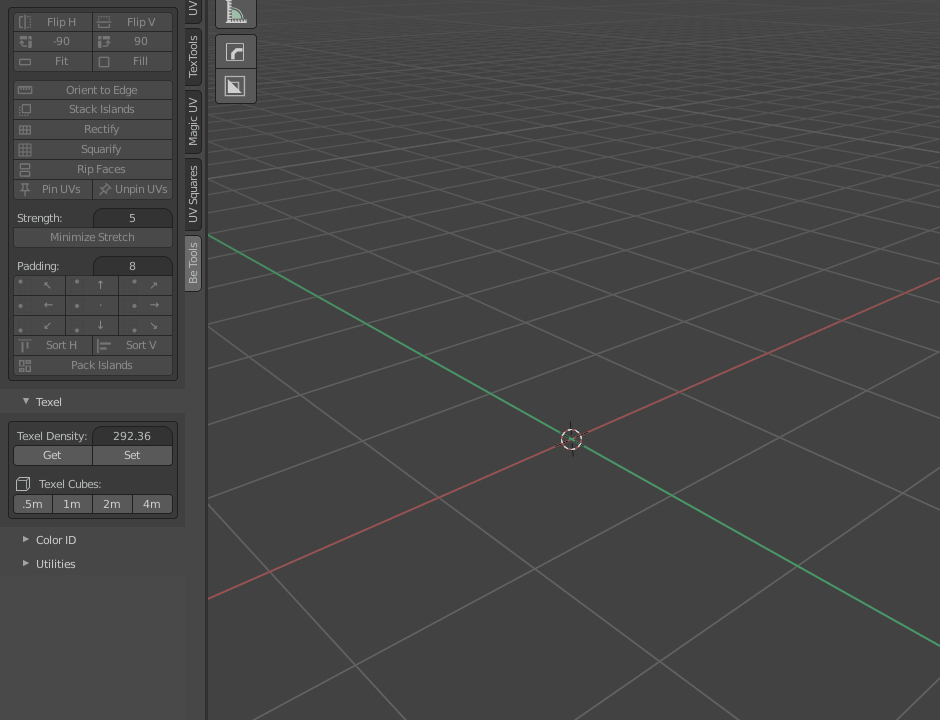 Flip H Flip V
-90 90
Fit Fill
Orient to Edge
Stack Islands
Rectify
Squarify
Rip Faces
Pin UVs Unpin UVs
Strength: 5
Minimize Stretch
Padding: 8
↖ ↑ ↗
← · →
↙ ↓ ↘
Sort H Sort V
Pack Islands
Texel
Texel Density: 292.36
Get Set
Texel Cubes:
.5m 1m 2m 4m
Color ID
Utilities
UV
TexTools
Magic UV
UV Squares
Be Tools